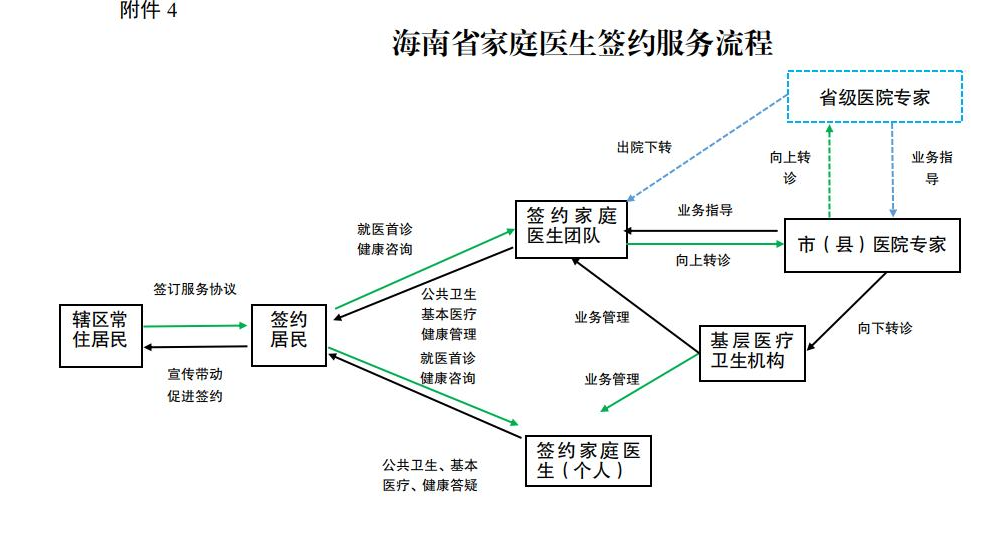 附件 4
海南省家庭医生签约服务流程
省级医院专家
出院下转
向上转
诊
业务指
导
签约家庭
医生团队
业务指导
向上转诊
市（县）医院专家
就医首诊
健康咨询
签订服务协议
公共卫生
基本医疗
健康管理
就医首诊
健康咨询
辖区常
住居民
签约
居民
宣传带动
促进签约
业务管理
向下转诊
基层医疗
卫生机构
业务管理
签约家庭医
生（个人）
公共卫生、基本
医疗、健康答疑